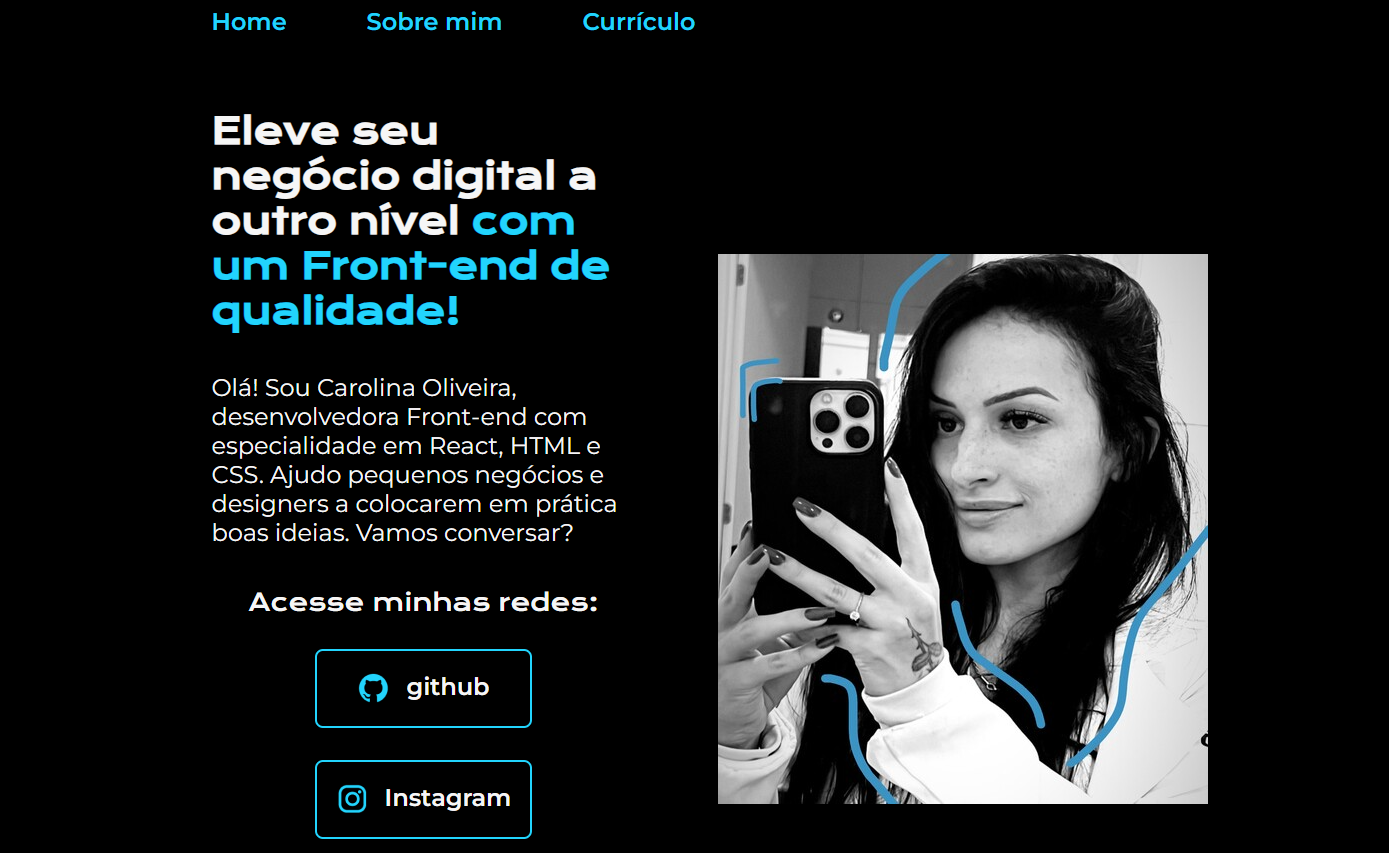 Home Sobre mim Currículo
Eleve seu
negócio digital a
outro nível com
um Front-end de
qualidade!
Olá! Sou Carolina Oliveira,
desenvolvedora Front-end com
especialidade em React, HTML e
CSS. Ajudo pequenos negócios e
designers a colocarem em prática
boas ideias. Vamos conversar?
Acesse minhas redes:
github
Instagram